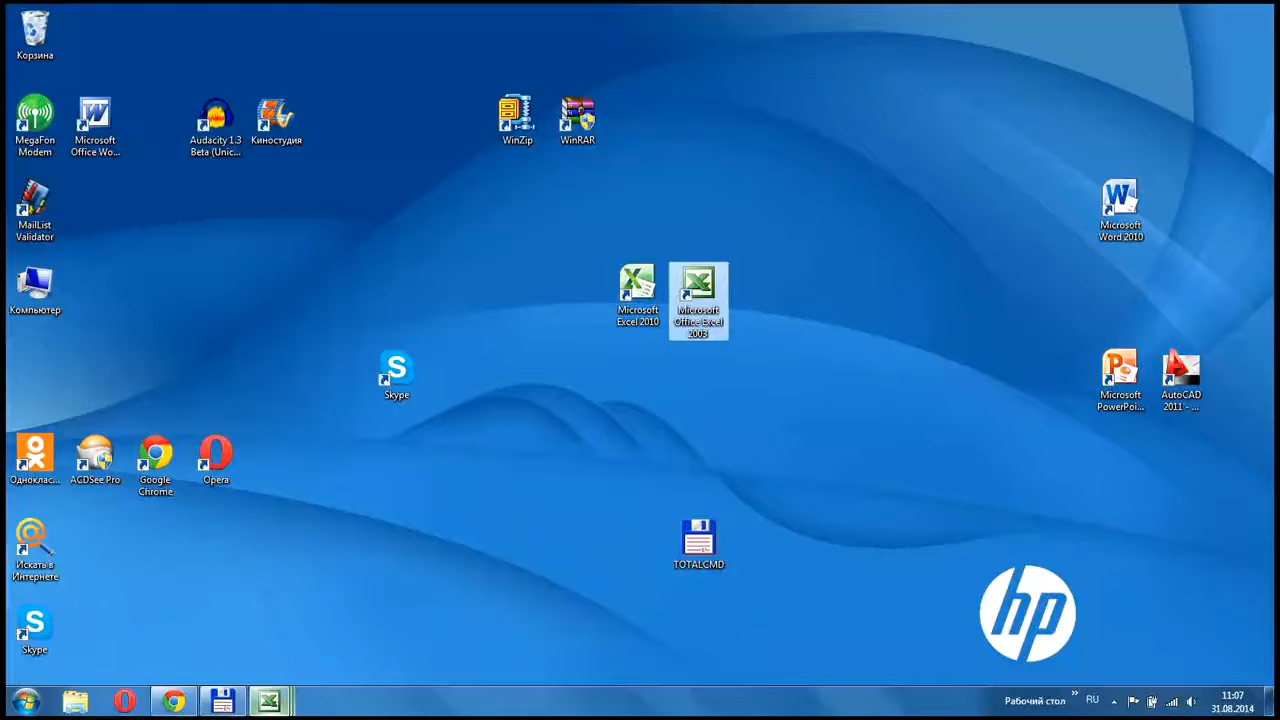 Корзина
MegaFon
Modem
Microsoft
Office Wo...
Audacity 1.3
Beta (Unic...
Киностудия
WinZip
WinRAR
MailList
Validator
Microsoft
Word 2010
Компьютер
Microsoft
Excel 2010
Microsoft
Office Excel
2003
Skype
Microsoft
PowerPoi...
AutoCAD
2011 - ...
Одноклас...
ACDSee Pro
Google
Chrome
Opera
Искать в
Интернете
TOTALCMD
hp
Skype
Рабочий стол
RU
11:07
31.08.2014